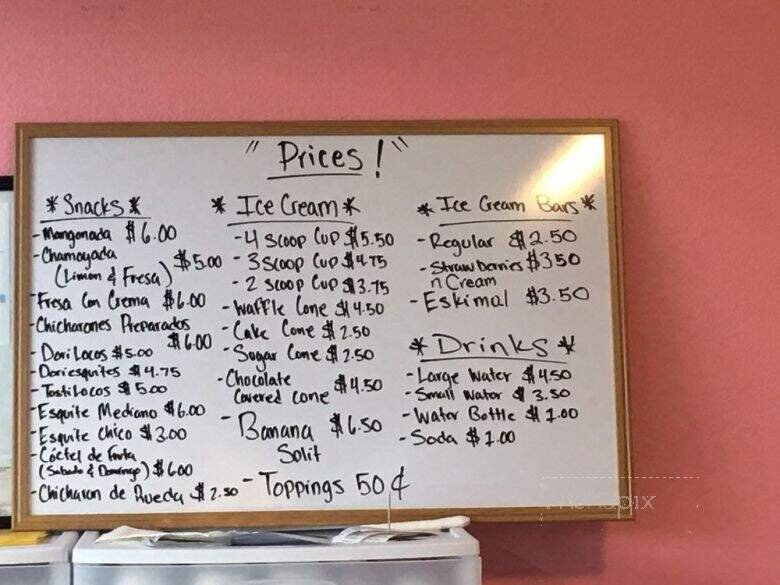 "Prices!"
*Snacks*
- Mangonada $6.00
- Chamoyada $5.00
(Limon & Fresa)
- Fresa Con Crema $6.00
- Chicharones Preparados
$6.00
- DoriLocos $5.00
- Doriesquites $4.75
- TostiLocos $5.00
- Esquite Mediano $6.00
- Esquite Chico $3.00
- Cóctel de Fruta
(Sabado & Domingo) $6.00
- Chicharon de Rueda $2.50
*Ice Cream*
- 4 Scoop Cup $5.50
- 3 Scoop Cup $4.75
- 2 Scoop Cup $3.75
- Waffle Cone $4.50
- Cake Cone $2.50
- Sugar Cone $2.50
- Chocolate
Covered Cone $4.50
- Banana $6.50
Split
- Toppings 50¢
*Ice Cream Bars*
- Regular $2.50
- Strawberries $3.50
n Cream
- Eskimal $3.50
*Drinks*
- Large Water $4.50
- Small Water $3.50
- Water Bottle $1.00
- Soda $1.00